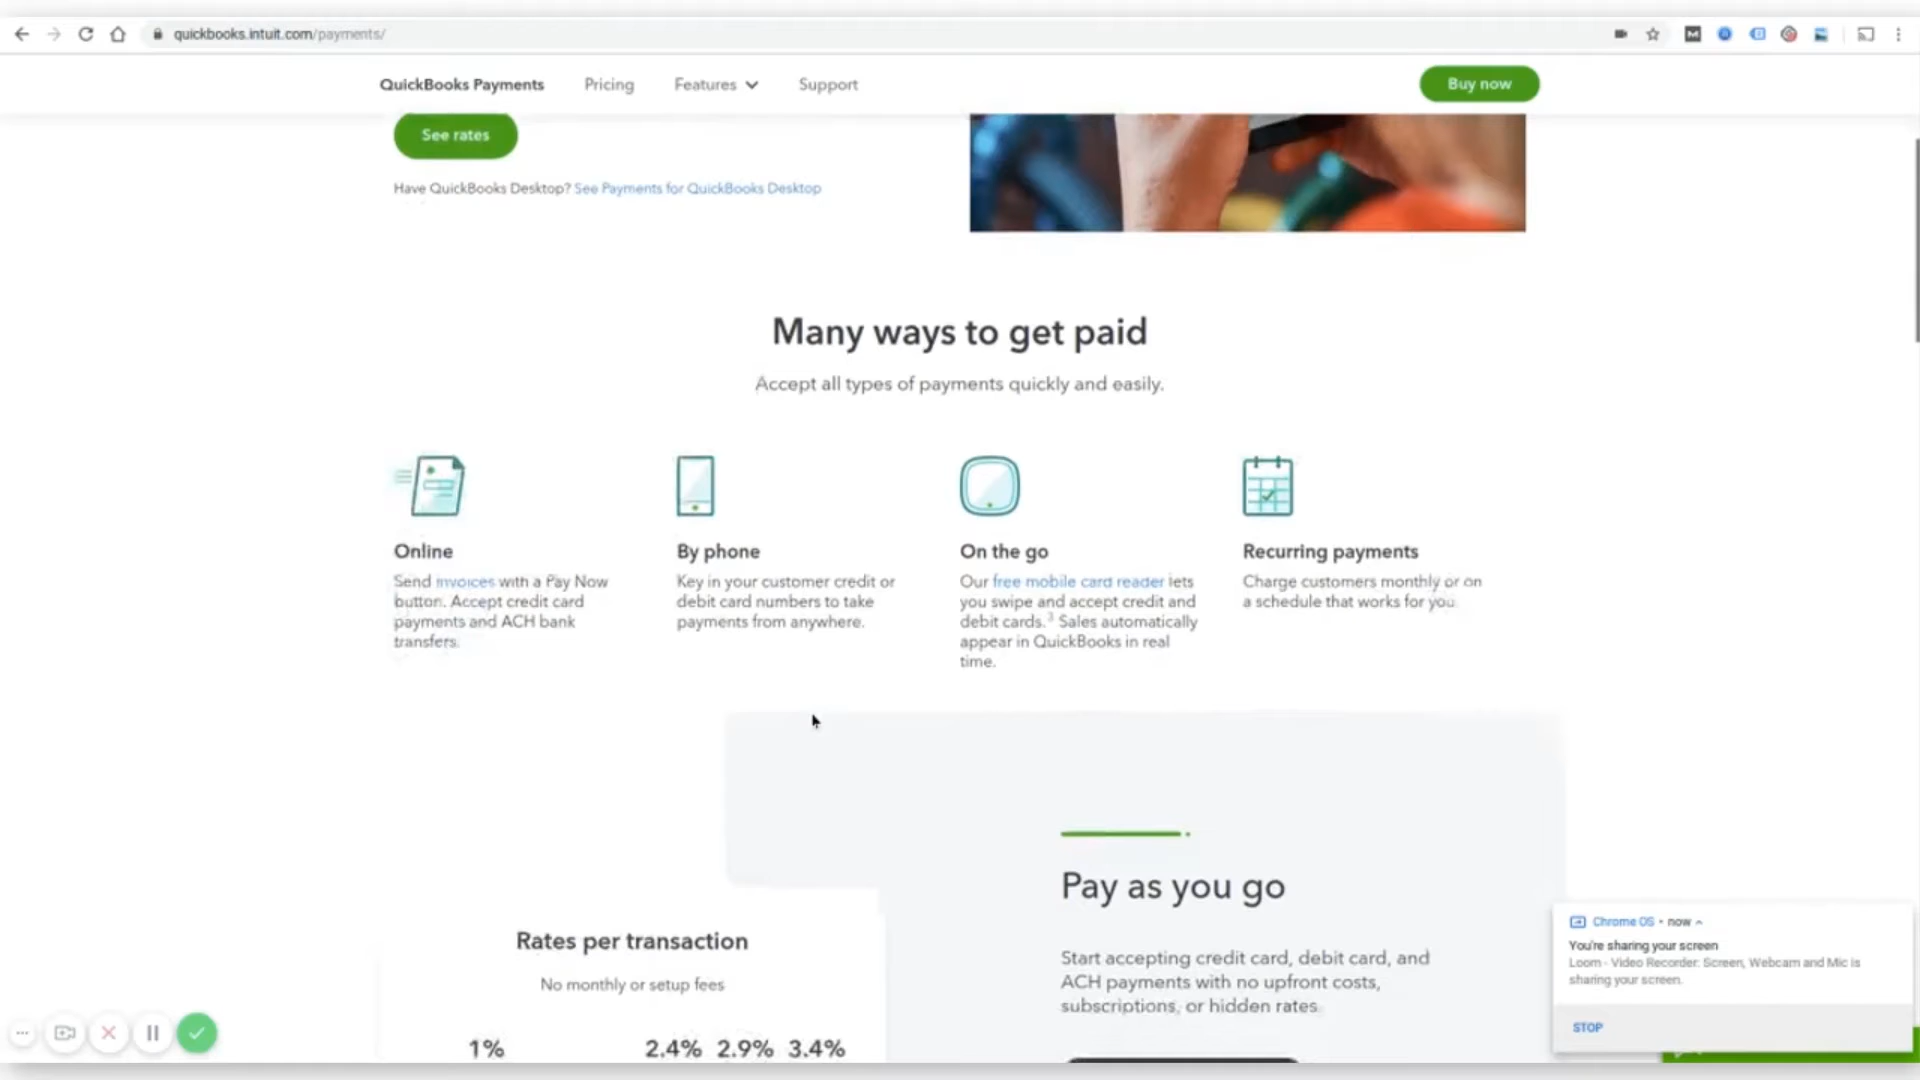 quickbooks.intuit.com/payments/
QuickBooks Payments Pricing Features Support Buy now
See rates
Have QuickBooks Desktop? See Payments for QuickBooks Desktop
Many ways to get paid
Accept all types of payments quickly and easily.
Online
Send invoices with a Pay Now
button. Accept credit card
payments and ACH bank
transfers.
By phone
Key in your customer credit or
debit card numbers to take
payments from anywhere.
On the go
Our free mobile card reader lets
you swipe and accept credit and
debit cards.³ Sales automatically
appear in QuickBooks in real
time.
Recurring payments
Charge customers monthly or on
a schedule that works for you.
Rates per transaction
No monthly or setup fees
1% 2.4% 2.9% 3.4%
Pay as you go
Start accepting credit card, debit card, and
ACH payments with no upfront costs,
subscriptions, or hidden rates.
Chrome OS • now
You're sharing your screen
Loom - Video Recorder: Screen, Webcam and Mic is
sharing your screen.
STOP